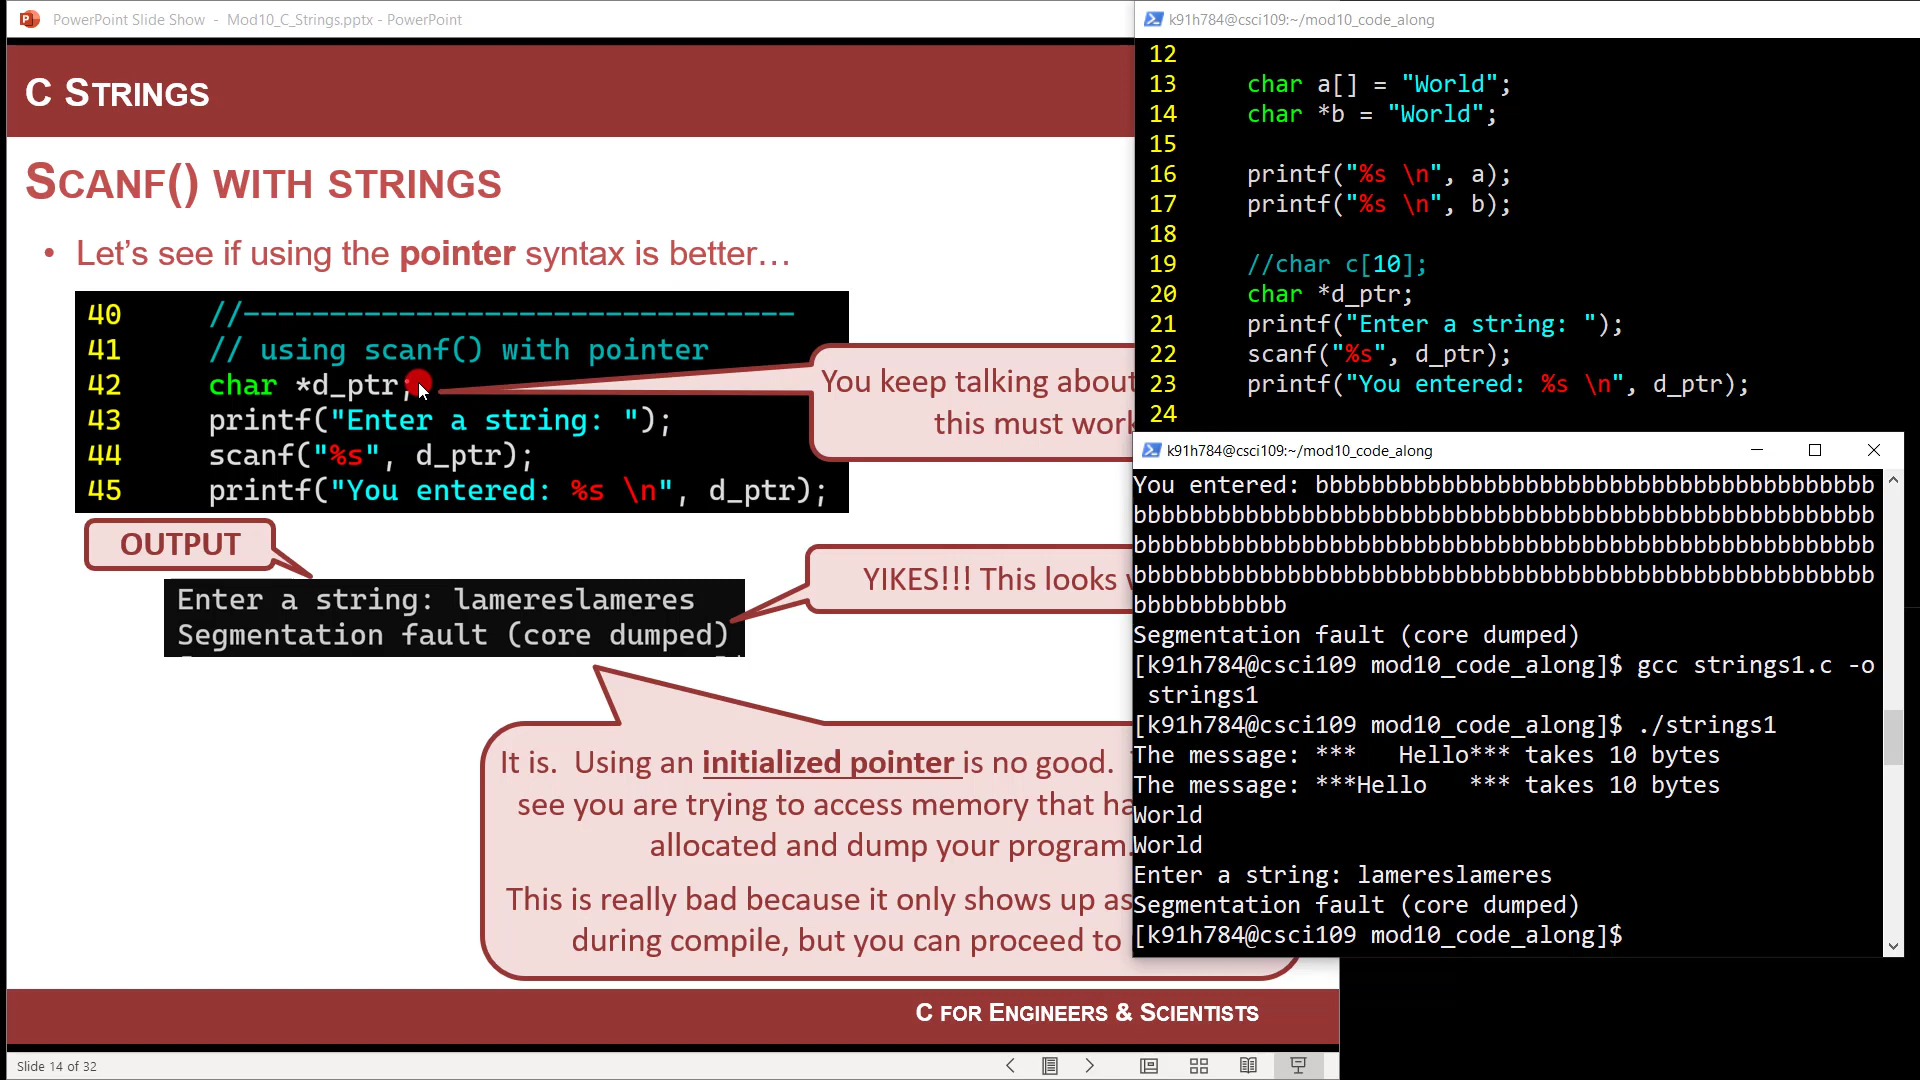 PowerPoint Slide Show - Mod10_C_Strings.pptx - PowerPoint
C STRINGS
SCANF() WITH STRINGS
• Let's see if using the pointer syntax is better…
40 //--------------------------------
41 // using scanf() with pointer
42 char *d_ptr;
43 printf("Enter a string: ");
44 scanf("%s", d_ptr);
45 printf("You entered: %s \n", d_ptr);
You keep talking about
this must work
OUTPUT
Enter a string: lamereslameres
Segmentation fault (core dumped)
YIKES!!! This looks
It is. Using an initialized pointer is no good.
see you are trying to access memory that
allocated and dump your program.
This is really bad because it only shows up as
during compile, but you can proceed to
C FOR ENGINEERS & SCIENTISTS
Slide 14 of 32
k91h784@csci109:~/mod10_code_along
12
13 char a[] = "World";
14 char *b = "World";
15
16 printf("%s \n", a);
17 printf("%s \n", b);
18
19 //char c[10];
20 char *d_ptr;
21 printf("Enter a string: ");
22 scanf("%s", d_ptr);
23 printf("You entered: %s \n", d_ptr);
24
k91h784@csci109:~/mod10_code_along
You entered: bbbbbbbbbbbbbbbbbbbbbbbbbbbbbbbbbbbbbbbb
bbbbbbbbbbbbbbbbbbbbbbbbbbbbbbbbbbbbbbbbbbbbbbbbbbbbb
bbbbbbbbbbbbbbbbbbbbbbbbbbbbbbbbbbbbbbbbbbbbbbbbbbbbb
bbbbbbbbbbbbbbbbbbbbbbbbbbbbbbbbbbbbbbbbbbbbbbbbbbbbb
bbbbbbbbbbb
Segmentation fault (core dumped)
[k91h784@csci109 mod10_code_along]$ gcc strings1.c -o
strings1
[k91h784@csci109 mod10_code_along]$ ./strings1
The message: ***   Hello*** takes 10 bytes
The message: ***Hello   *** takes 10 bytes
World
World
Enter a string: lamereslameres
Segmentation fault (core dumped)
[k91h784@csci109 mod10_code_along]$